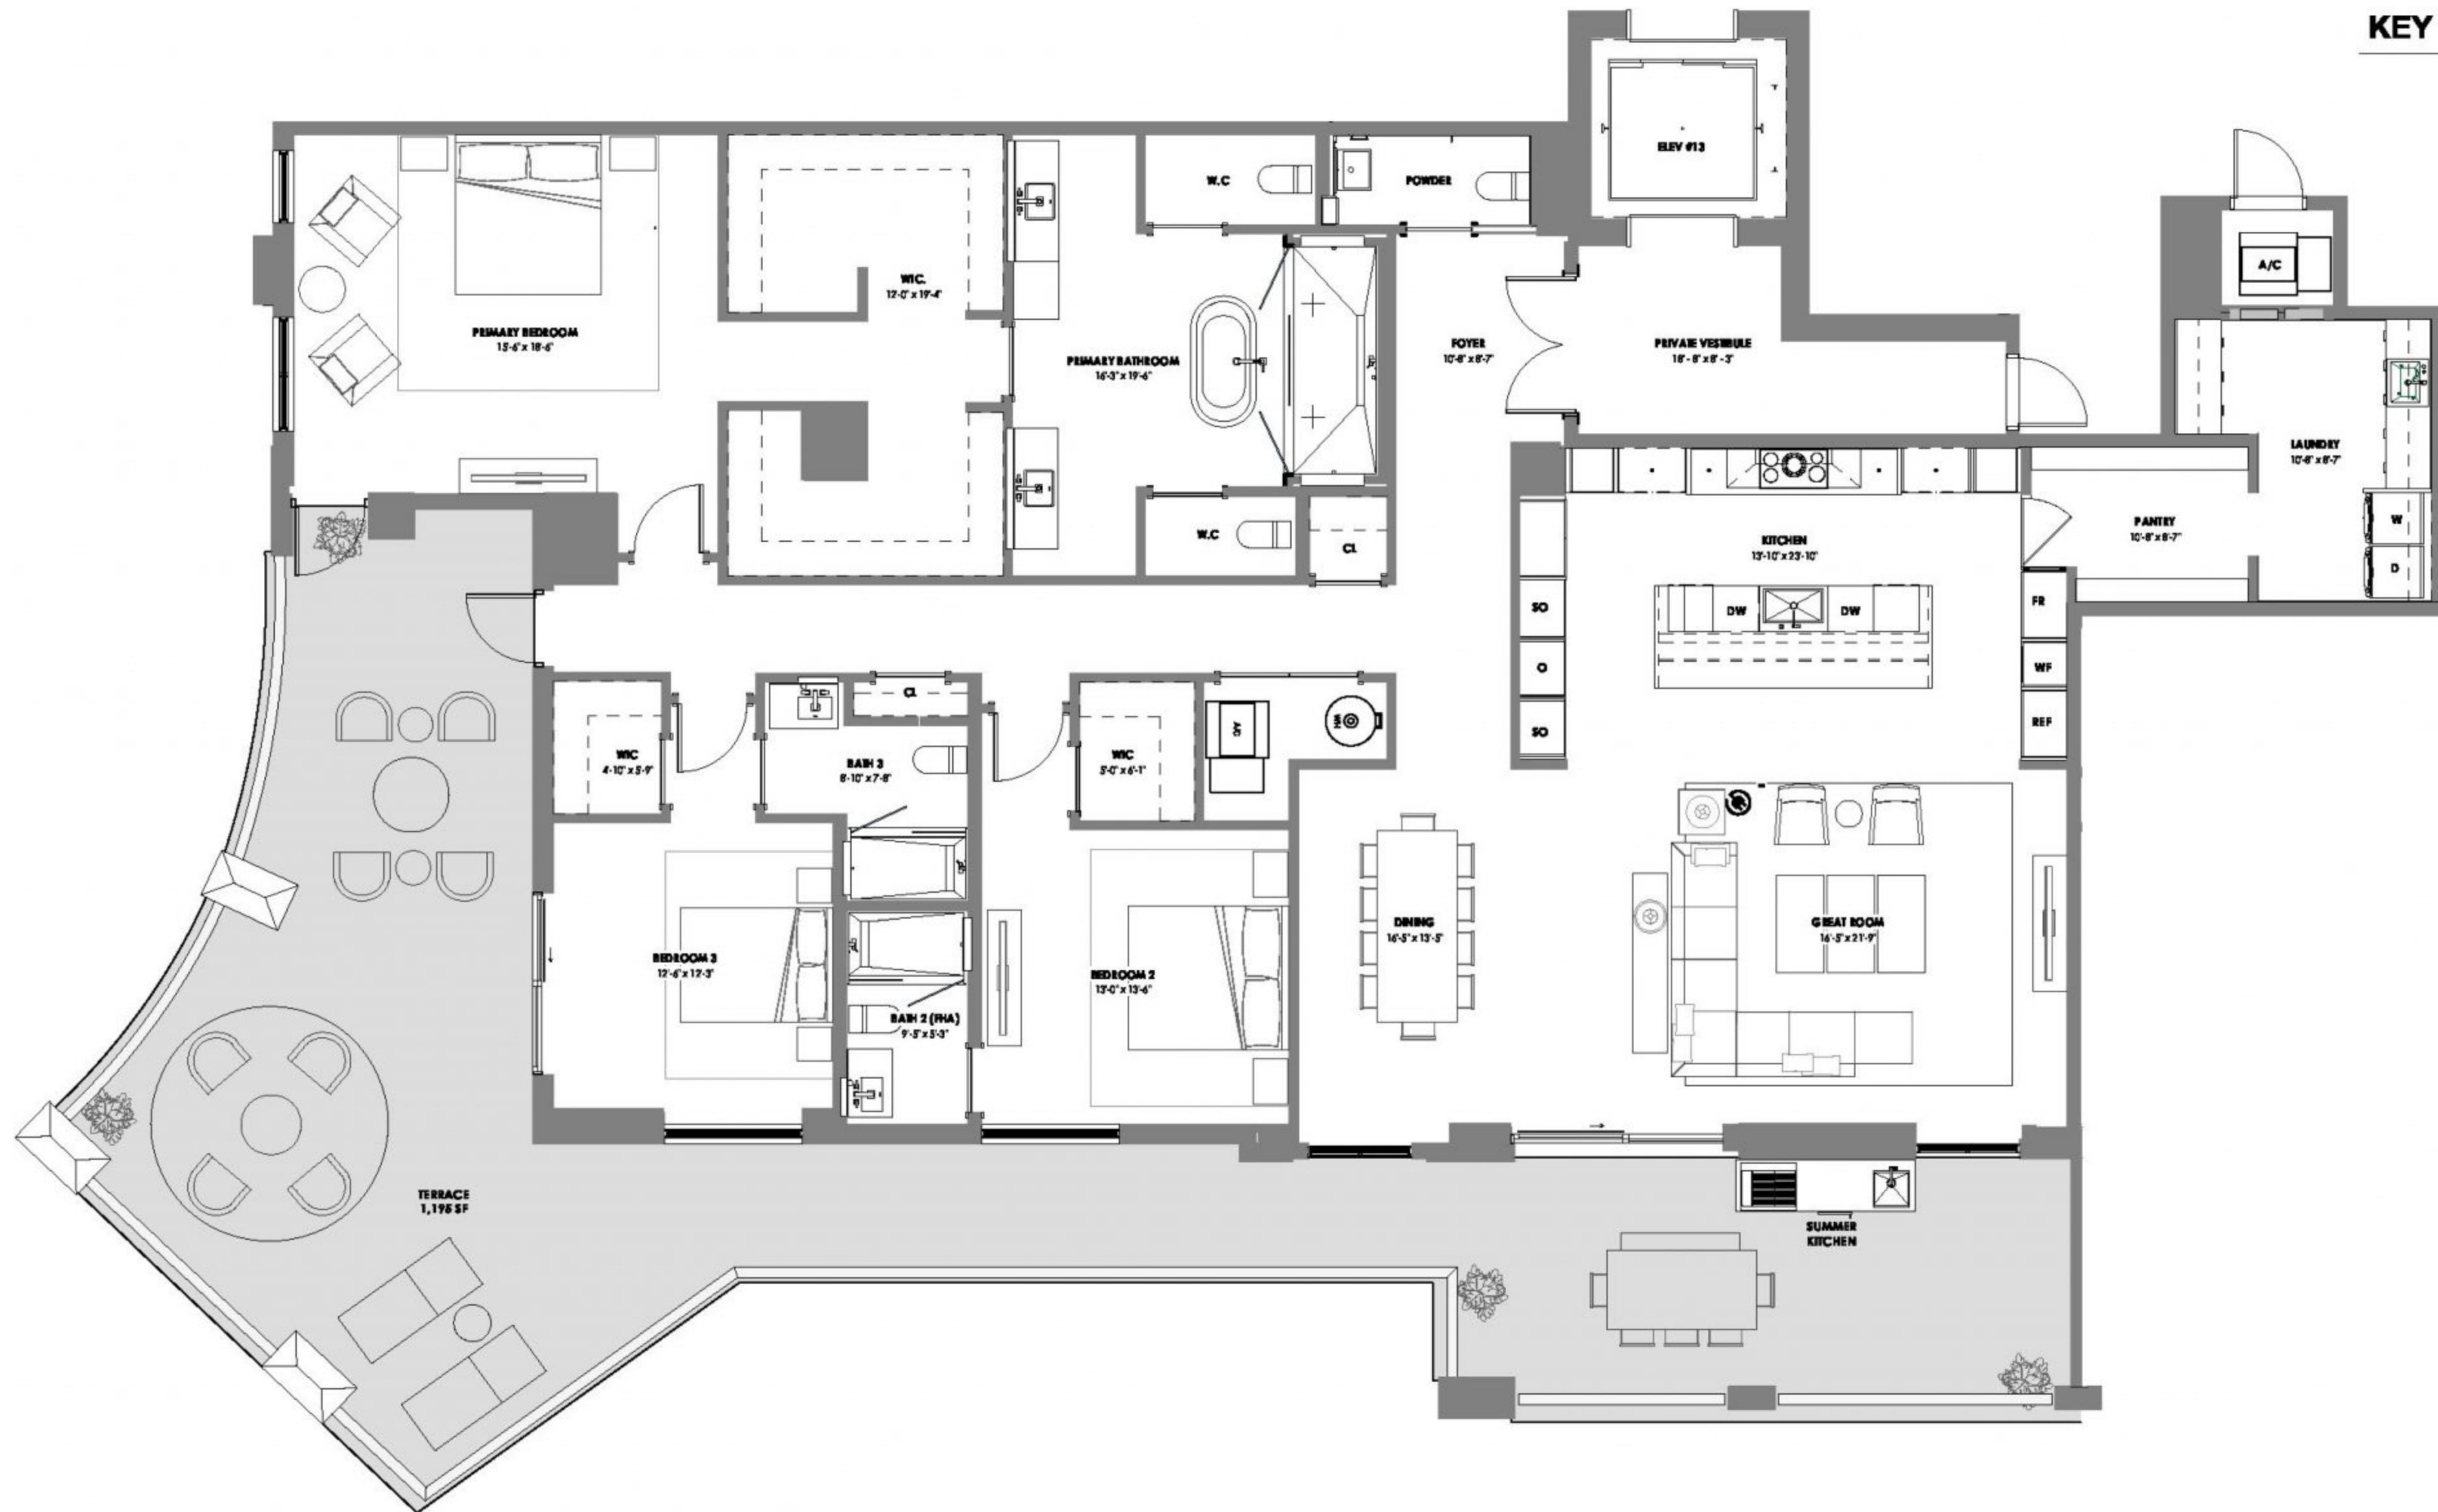 KEY
ELEV #13
W.C
POWDER
A/C
WIC.
12'-0" x 19'-4"
PRIMARY BEDROOM
15'-6" x 18'-6"
PRIMARY BATHROOM
16'-3" x 19'-6"
FOYER
10'-8" x 8'-7"
PRIVATE VESTIBULE
18' - 8" x 8' - 3"
LAUNDRY
10'-8" x 8'-7"
W.C
CL
KITCHEN
13'-10" x 23'-10"
PANTRY
10'-8" x 8'-7"
W
D
SO
DW
DW
FR
O
WF
SO
REF
CL
WIC
4'-10" x 5'-9"
BATH 3
8'-10" x 7'-8"
WIC
5'-0" x 6'-1"
A/C
WH
DINING
16'-5" x 13'-5"
GREAT ROOM
16'-5" x 21'-9"
BEDROOM 3
12'-6" x 12'-3"
BEDROOM 2
13'-0" x 13'-6"
BATH 2 (FHA)
9'-5" x 5'-3"
TERRACE
1,195 SF
SUMMER
KITCHEN